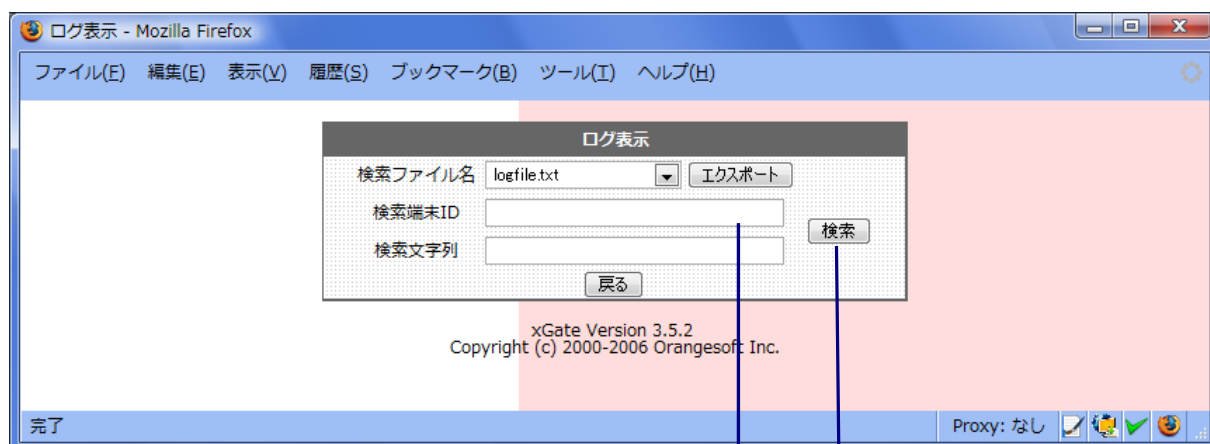 ログ表示 - Mozilla Firefox
ファイル(F) 編集(E) 表示(V) 履歴(S) ブックマーク(B) ツール(T) ヘルプ(H)
ログ表示
検索ファイル名 logfile.txt エクスポート
検索端末ID
検索
検索文字列
戻る
xGate Version 3.5.2
Copyright (c) 2000-2006 Orangesoft Inc.
完了 Proxy: なし